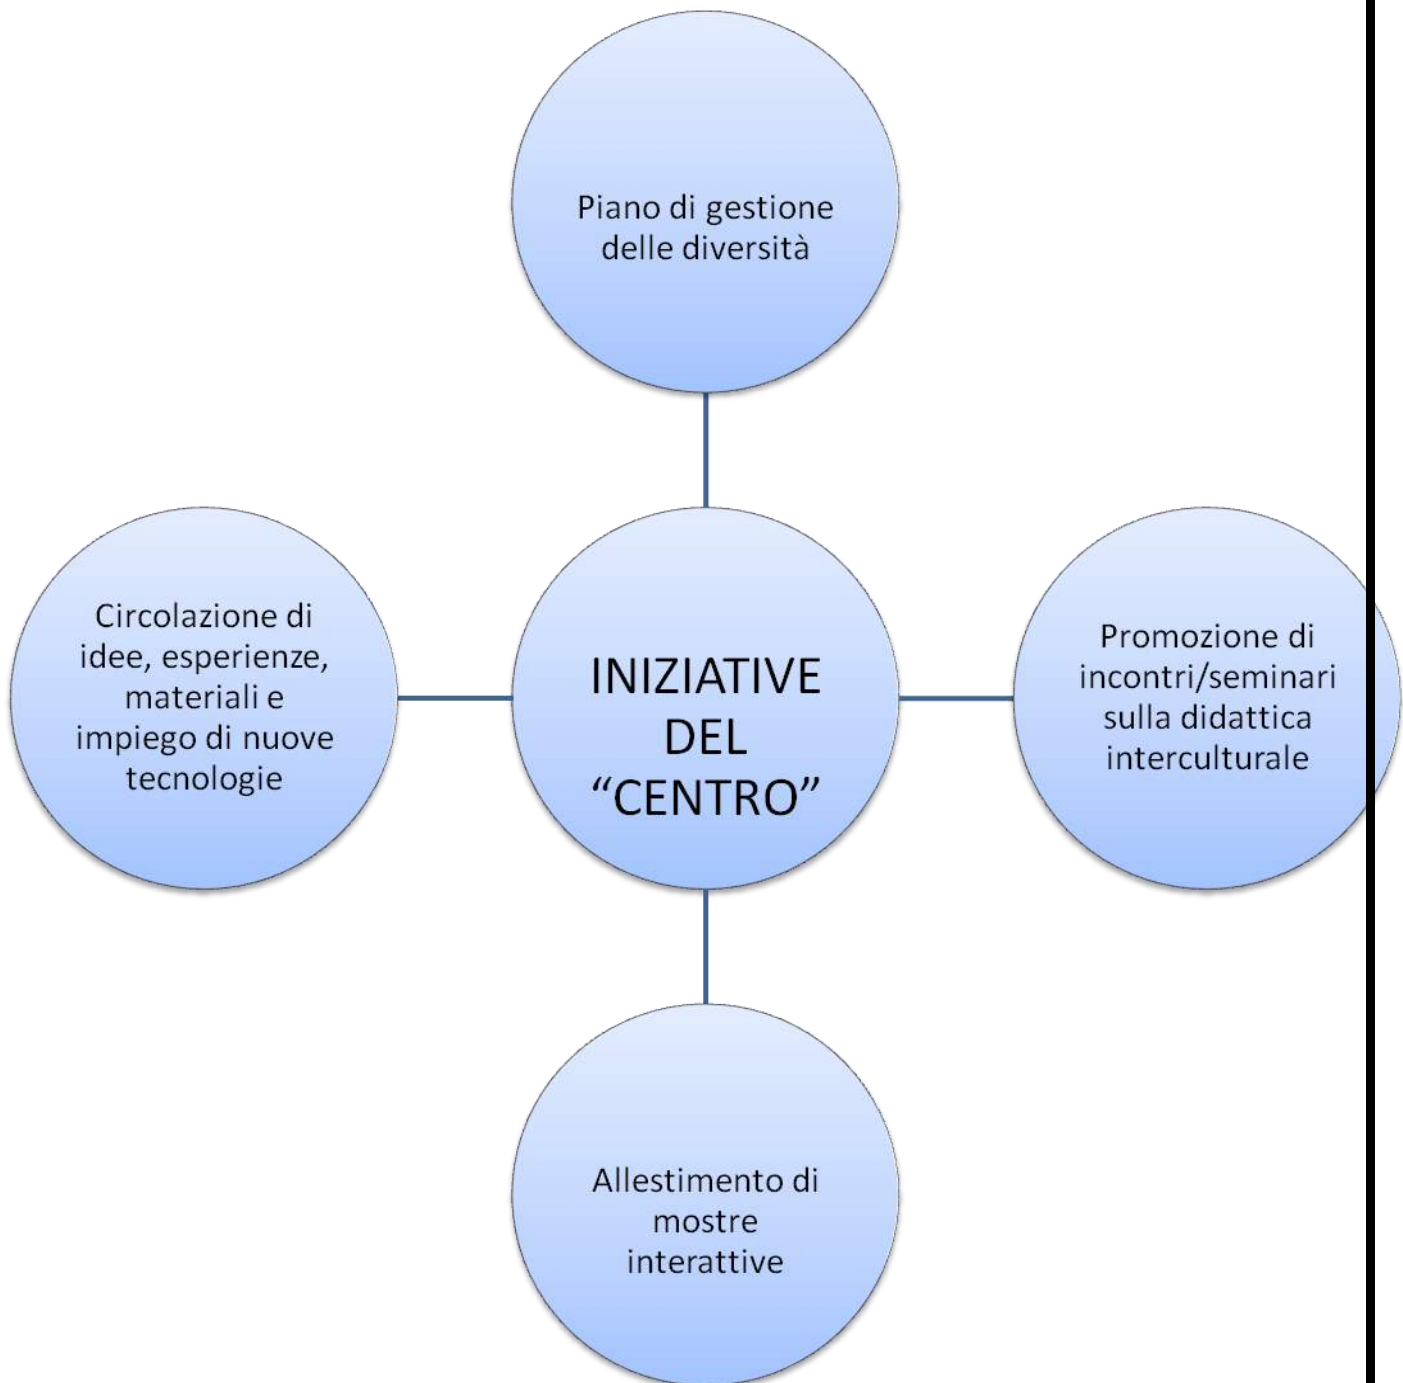 Piano di gestione
delle diversità
Circolazione di
idee, esperienze,
materiali e
impiego di nuove
tecnologie
INIZIATIVE
DEL
“CENTRO”
Promozione di
incontri/seminari
sulla didattica
interculturale
Allestimento di
mostre
interattive